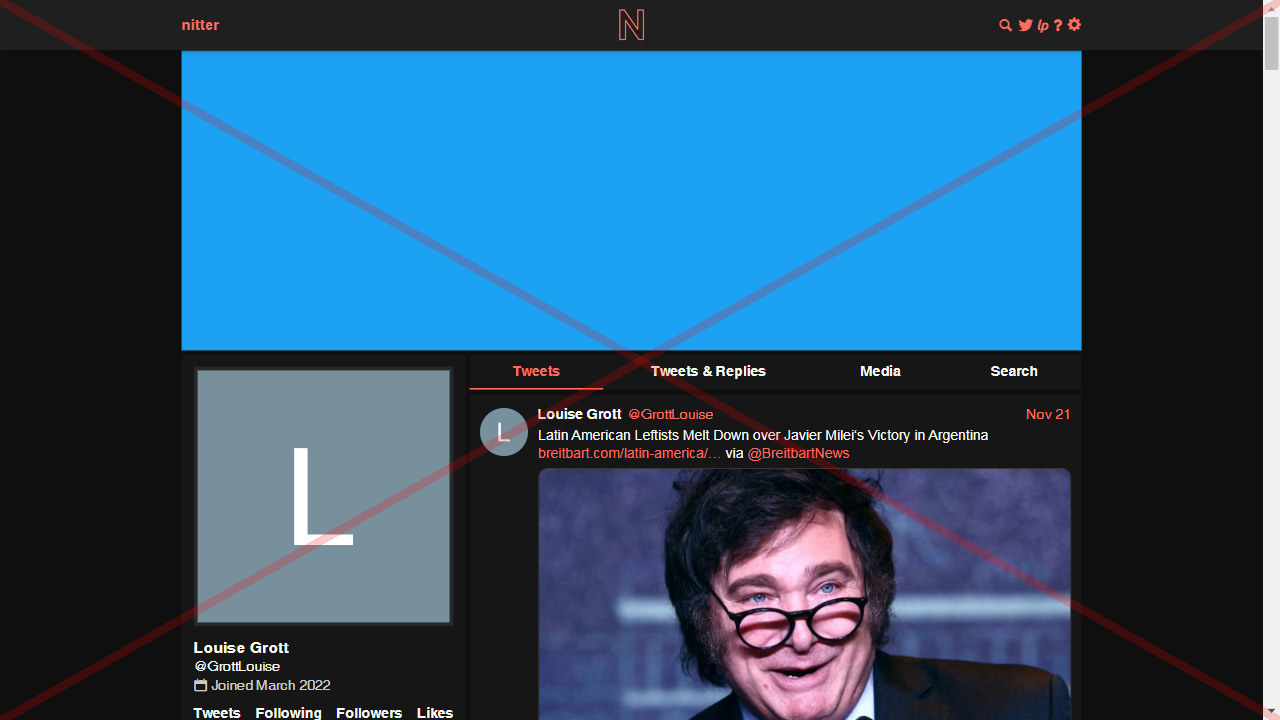 nitter
N
lp ?
Tweets
Tweets & Replies
Media
Search
L
Louise Grott
@GrottLouise
Joined March 2022
Tweets Following Followers Likes
L
Louise Grott @GrottLouise Nov 21
Latin American Leftists Melt Down over Javier Milei's Victory in Argentina
breitbart.com/latin-america/… via @BreitbartNews